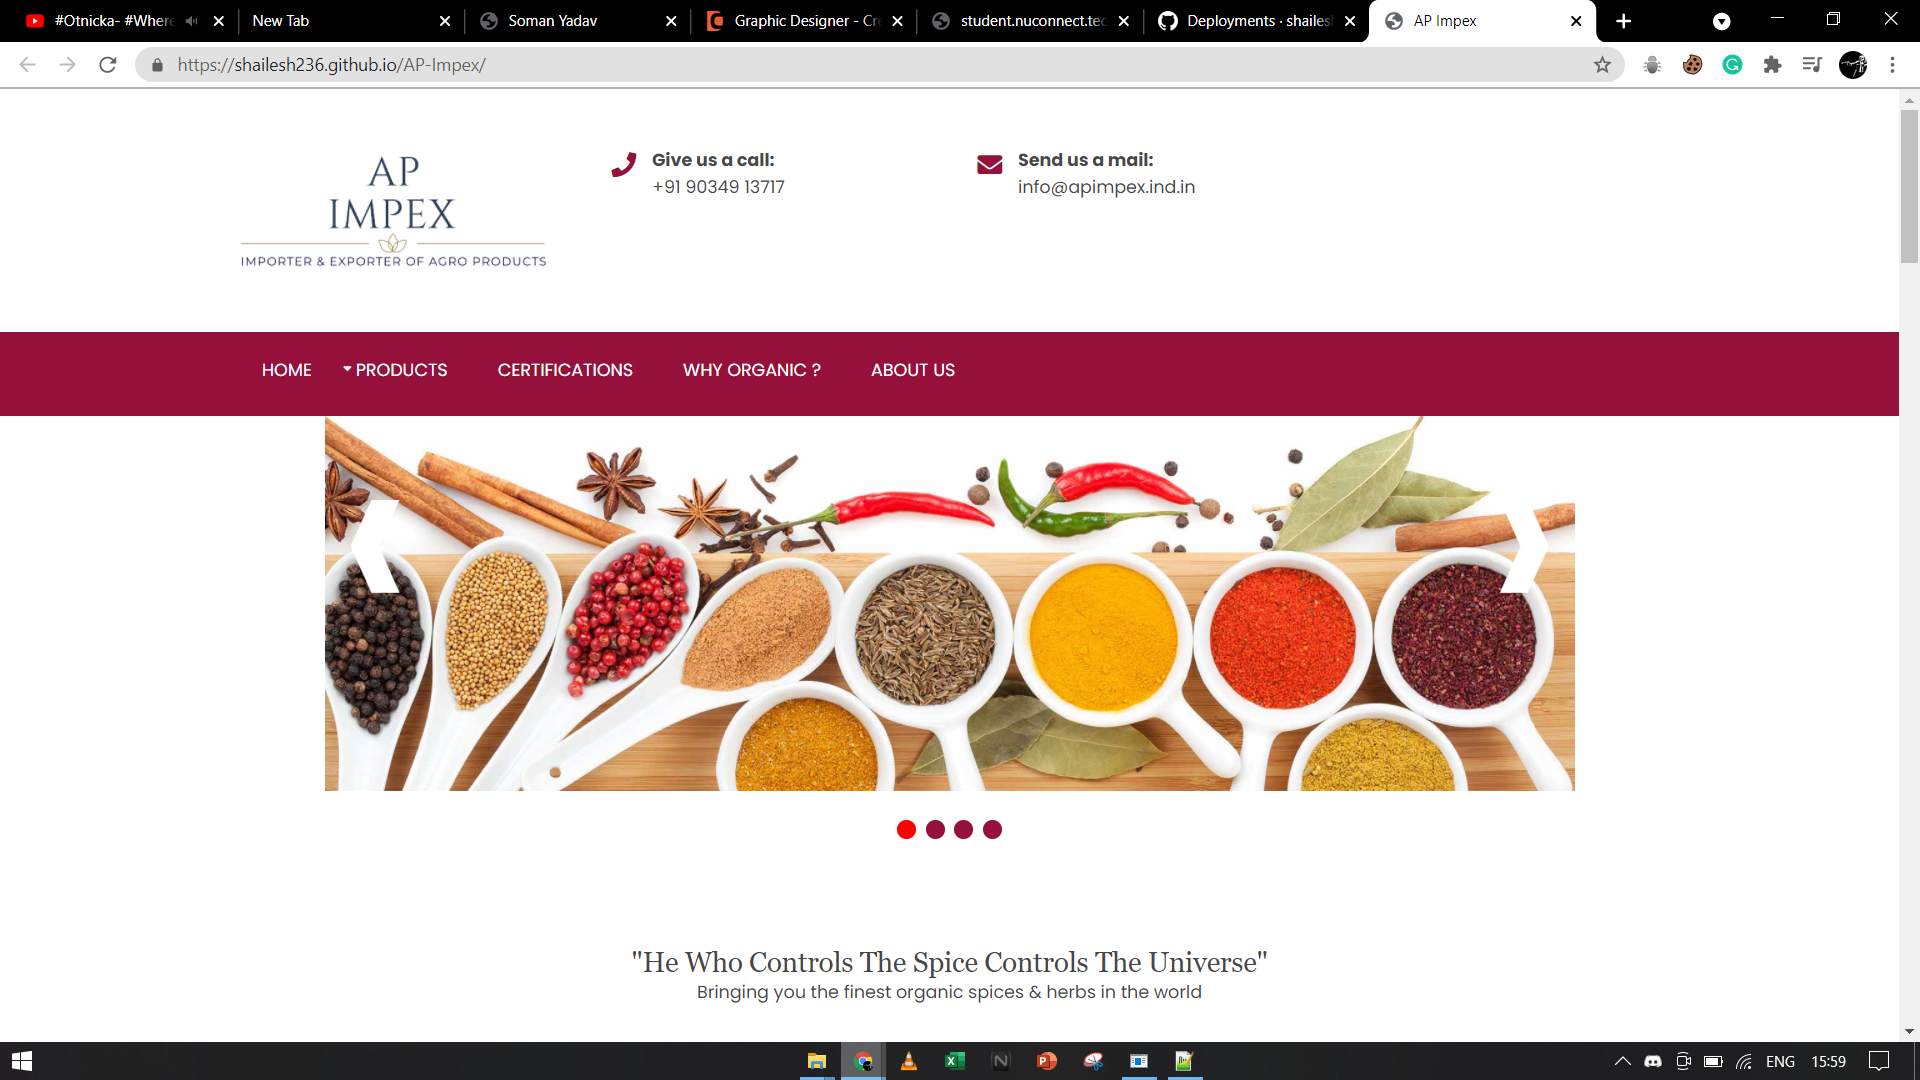 #Otnicka- #Where
New Tab
Soman Yadav
Graphic Designer - Cre
student.nuconnect.tec
Deployments · shailesh
AP Impex
https://shailesh236.github.io/AP-Impex/
AP
IMPEX
IMPORTER & EXPORTER OF AGRO PRODUCTS
Give us a call:
+91 90349 13717
Send us a mail:
info@apimpex.ind.in
HOME
PRODUCTS
CERTIFICATIONS
WHY ORGANIC ?
ABOUT US
"He Who Controls The Spice Controls The Universe"
Bringing you the finest organic spices & herbs in the world
ENG
15:59